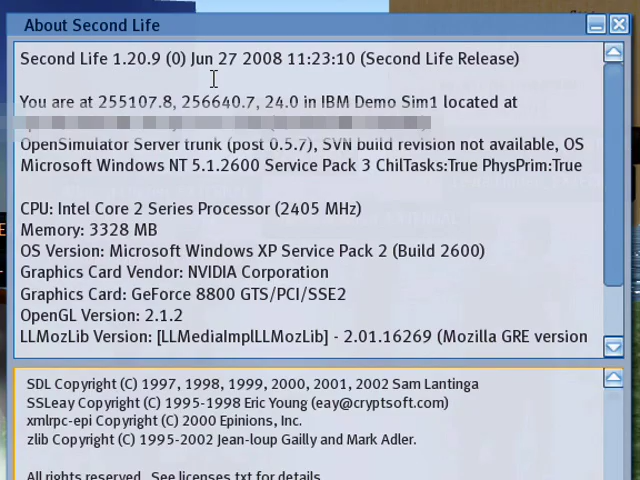 About Second Life
Second Life 1.20.9 (0) Jun 27 2008 11:23:10 (Second Life Release)
You are at 255107.8, 256640.7, 24.0 in IBM Demo Sim1 located at
OpenSimulator Server trunk (post 0.5.7), SVN build revision not available, OS
Microsoft Windows NT 5.1.2600 Service Pack 3 ChilTasks:True PhysPrim:True
CPU: Intel Core 2 Series Processor (2405 MHz)
Memory: 3328 MB
OS Version: Microsoft Windows XP Service Pack 2 (Build 2600)
Graphics Card Vendor: NVIDIA Corporation
Graphics Card: GeForce 8800 GTS/PCI/SSE2
OpenGL Version: 2.1.2
LLMozLib Version: [LLMediaImplLLMozLib] - 2.01.16269 (Mozilla GRE version
SDL Copyright (C) 1997, 1998, 1999, 2000, 2001, 2002 Sam Lantinga
SSLeay Copyright (C) 1995-1998 Eric Young (eay@cryptsoft.com)
xmlrpc-epi Copyright (C) 2000 Epinions, Inc.
zlib Copyright (C) 1995-2002 Jean-loup Gailly and Mark Adler.
All rights reserved. See licenses.txt for details.